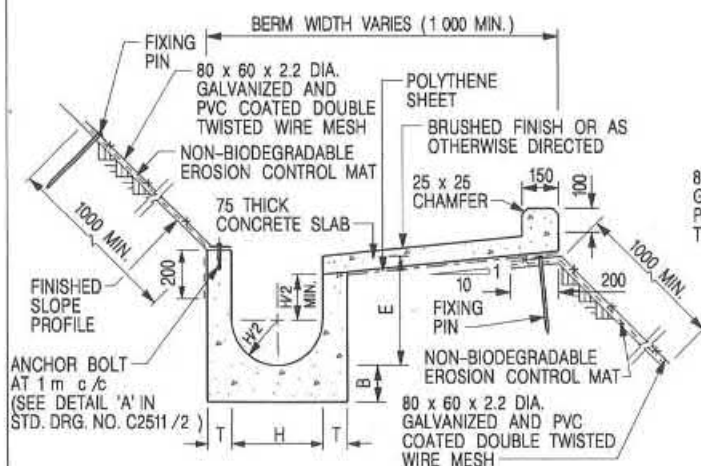 BERM WIDTH VARIES (1 000 MIN.)
FIXING
PIN
80 x 60 x 2.2 DIA.
GALVANIZED AND
PVC COATED DOUBLE
TWISTED WIRE MESH
NON-BIODEGRADABLE
EROSION CONTROL MAT
POLYTHENE
SHEET
BRUSHED FINISH OR AS
OTHERWISE DIRECTED
25 x 25
CHAMFER
150
100
75 THICK
CONCRETE SLAB
1000 MIN.
200
FINISHED
SLOPE
PROFILE
H/2
MIN.
H/2
E
10
1
200
1000 MIN.
FIXING
PIN
ANCHOR BOLT
AT 1 m c/c
(SEE DETAIL 'A' IN
STD. DRG. NO. C2511 /2 )
B
T
H
T
NON-BIODEGRADABLE
EROSION CONTROL MAT
80 x 60 x 2.2 DIA.
GALVANIZED AND PVC
COATED DOUBLE TWISTED
WIRE MESH
8
G
P
T